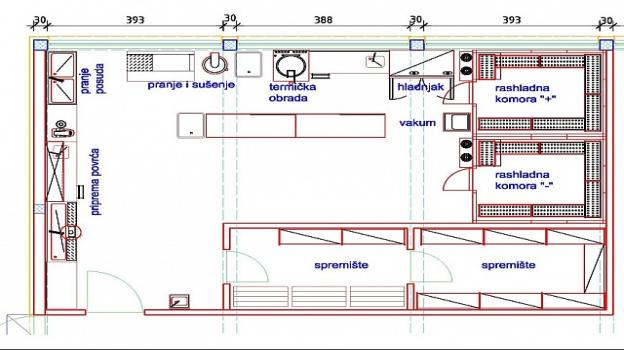 30 393 30 388 30 393 30
pranje
posuđa
pranje i sušenje
termička
obrada
hladnjak
rashladna
komora "+"
vakum
priprema povrća
rashladna
komora "-"
spremište
spremište